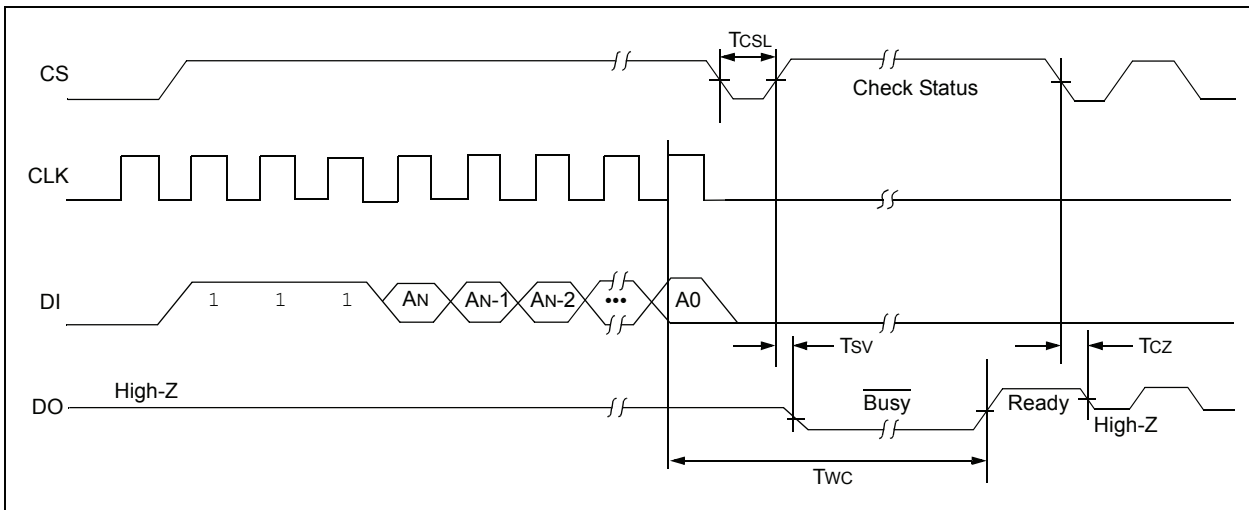 TCSL
CS
Check Status
CLK
DI
1 1 1 AN AN-1 AN-2 ••• A0
TSV
TCZ
High-Z
DO
Busy
Ready
High-Z
TWC